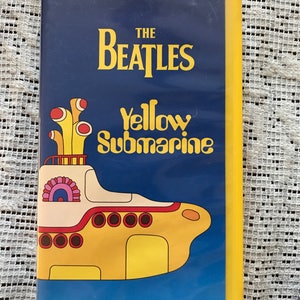 THE
BEATLES
Yellow
Submarine